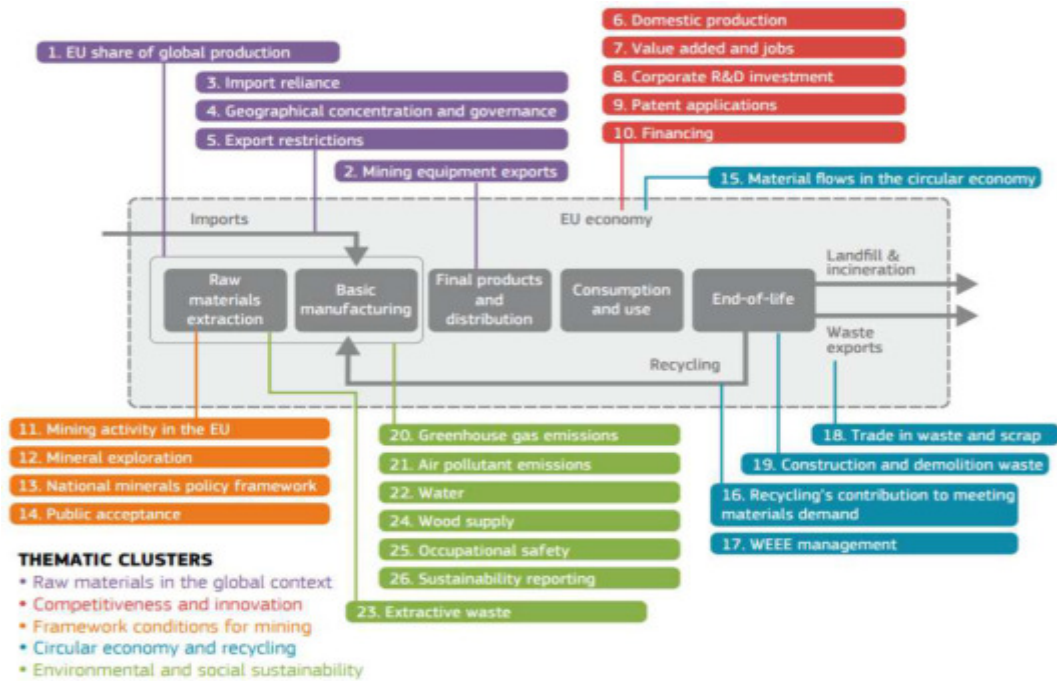 6. Domestic production
1. EU share of global production
7. Value added and jobs
3. Import reliance
8. Corporate R&D investment
4. Geographical concentration and governance
9. Patent applications
5. Export restrictions
10. Financing
2. Mining equipment exports
15. Material flows in the circular economy
Imports
EU economy
Landfill &
incineration
Raw
materials
extraction
Basic
manufacturing
Final products
and
distribution
Consumption
and use
End-of-life
Waste
exports
Recycling
11. Mining activity in the EU
12. Mineral exploration
13. National minerals policy framework
14. Public acceptance
20. Greenhouse gas emissions
21. Air pollutant emissions
22. Water
24. Wood supply
25. Occupational safety
26. Sustainability reporting
23. Extractive waste
18. Trade in waste and scrap
19. Construction and demolition waste
16. Recycling's contribution to meeting
materials demand
17. WEEE management
THEMATIC CLUSTERS
• Raw materials in the global context
• Competitiveness and innovation
• Framework conditions for mining
• Circular economy and recycling
• Environmental and social sustainability